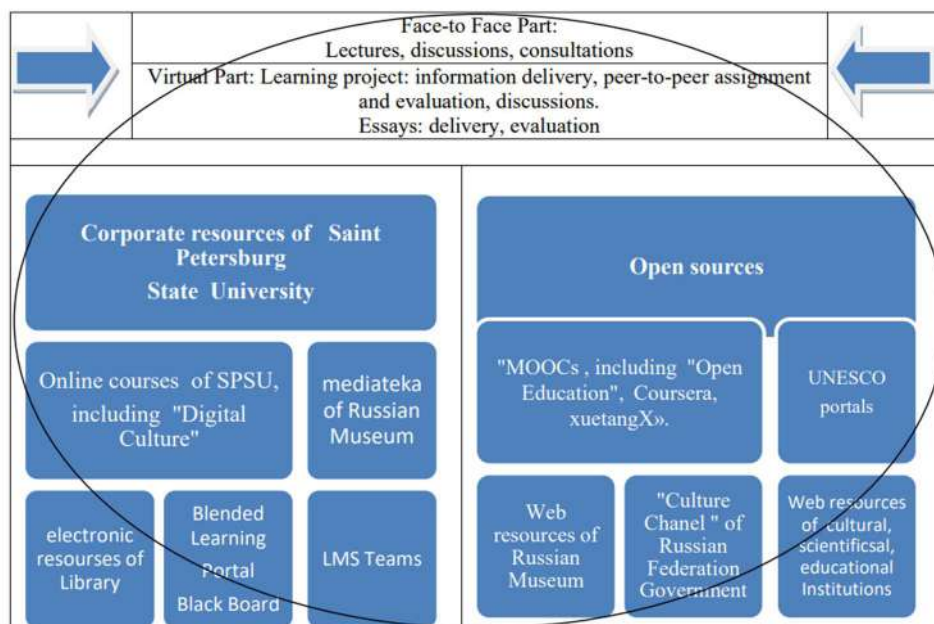 Face-to Face Part:
Lectures, discussions, consultations
Virtual Part: Learning project: information delivery, peer-to-peer assignment
and evaluation, discussions.
Essays: delivery, evaluation
Corporate resources of Saint
Petersburg
State University
Online courses of SPSU,
including "Digital
Culture"
mediateka
of Russian
Museum
electronic
resourses of
Library
Blended
Learning
Portal
Black Board
LMS Teams
Open sources
"MOOCs , including "Open
Education", Coursera,
xuetangX».
UNESCO
portals
Web
resources of
Russian
Museum
"Culture
Chanel " of
Russian
Federation
Government
Web resources
of cultural,
scientificsal,
educational
Institutions